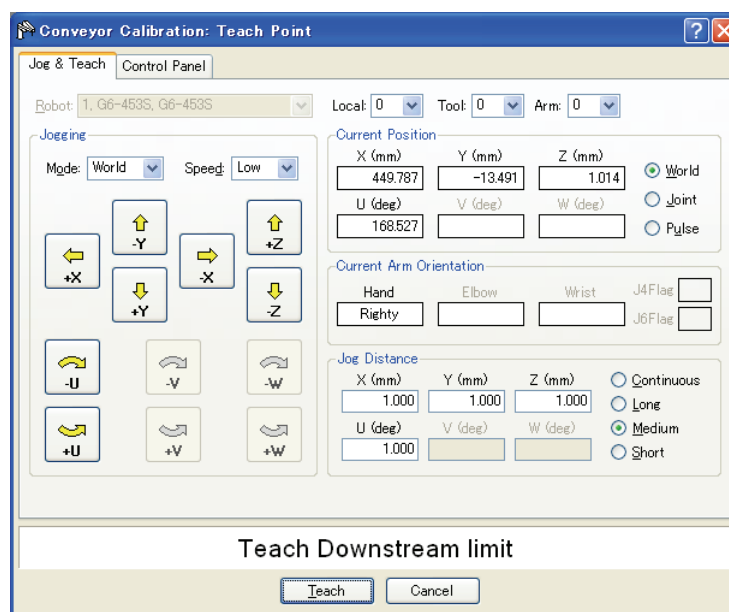 Conveyor Calibration: Teach Point
Jog & Teach Control Panel
Robot: 1, G6-453S, G6-453S Local: 0 Tool: 0 Arm: 0
Jogging
Mode: World Speed: Low
-Y +Z
+X -X
+Y -Z
-U -V -W
+U +V +W
Current Position
X (mm) Y (mm) Z (mm)
449.787 -13.491 1.014
U (deg) V (deg) W (deg)
168.527
World
Joint
Pulse
Current Arm Orientation
Hand Elbow Wrist J4Flag
Righty J6Flag
Jog Distance
X (mm) Y (mm) Z (mm)
1.000 1.000 1.000
U (deg) V (deg) W (deg)
1.000
Continuous
Long
Medium
Short
Teach Downstream limit
Teach Cancel